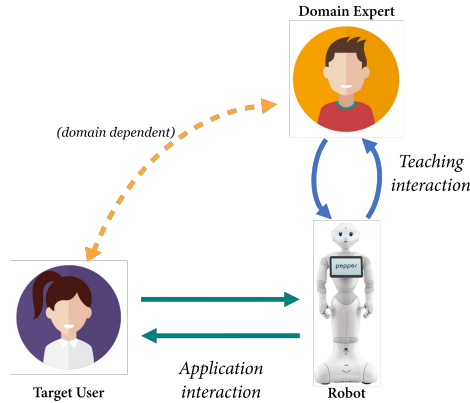 Domain Expert
(domain dependent)
Teaching
interaction
pepper
Application
interaction
Target User
Robot